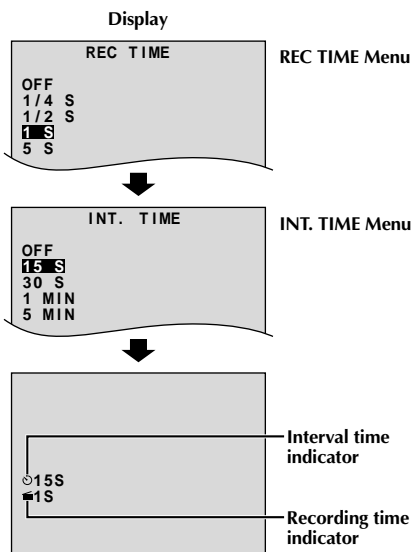 Display
REC TIME
REC TIME Menu
OFF
1/4 S
1/2 S
1 S
5 S
INT. TIME
INT. TIME Menu
OFF
15 S
30 S
1 MIN
5 MIN
Interval time
indicator
15S
1S
Recording time
indicator